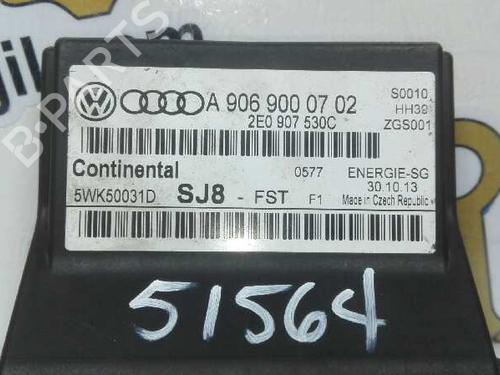 A 906 900 07 02
2E0 907 530C
S0010
HH38
ZGS001
Continental
0577
ENERGIE-SG
30.10.13
5WK50031D SJ8 - FST F1
Made in Czech Republic
51564
B-PARTS